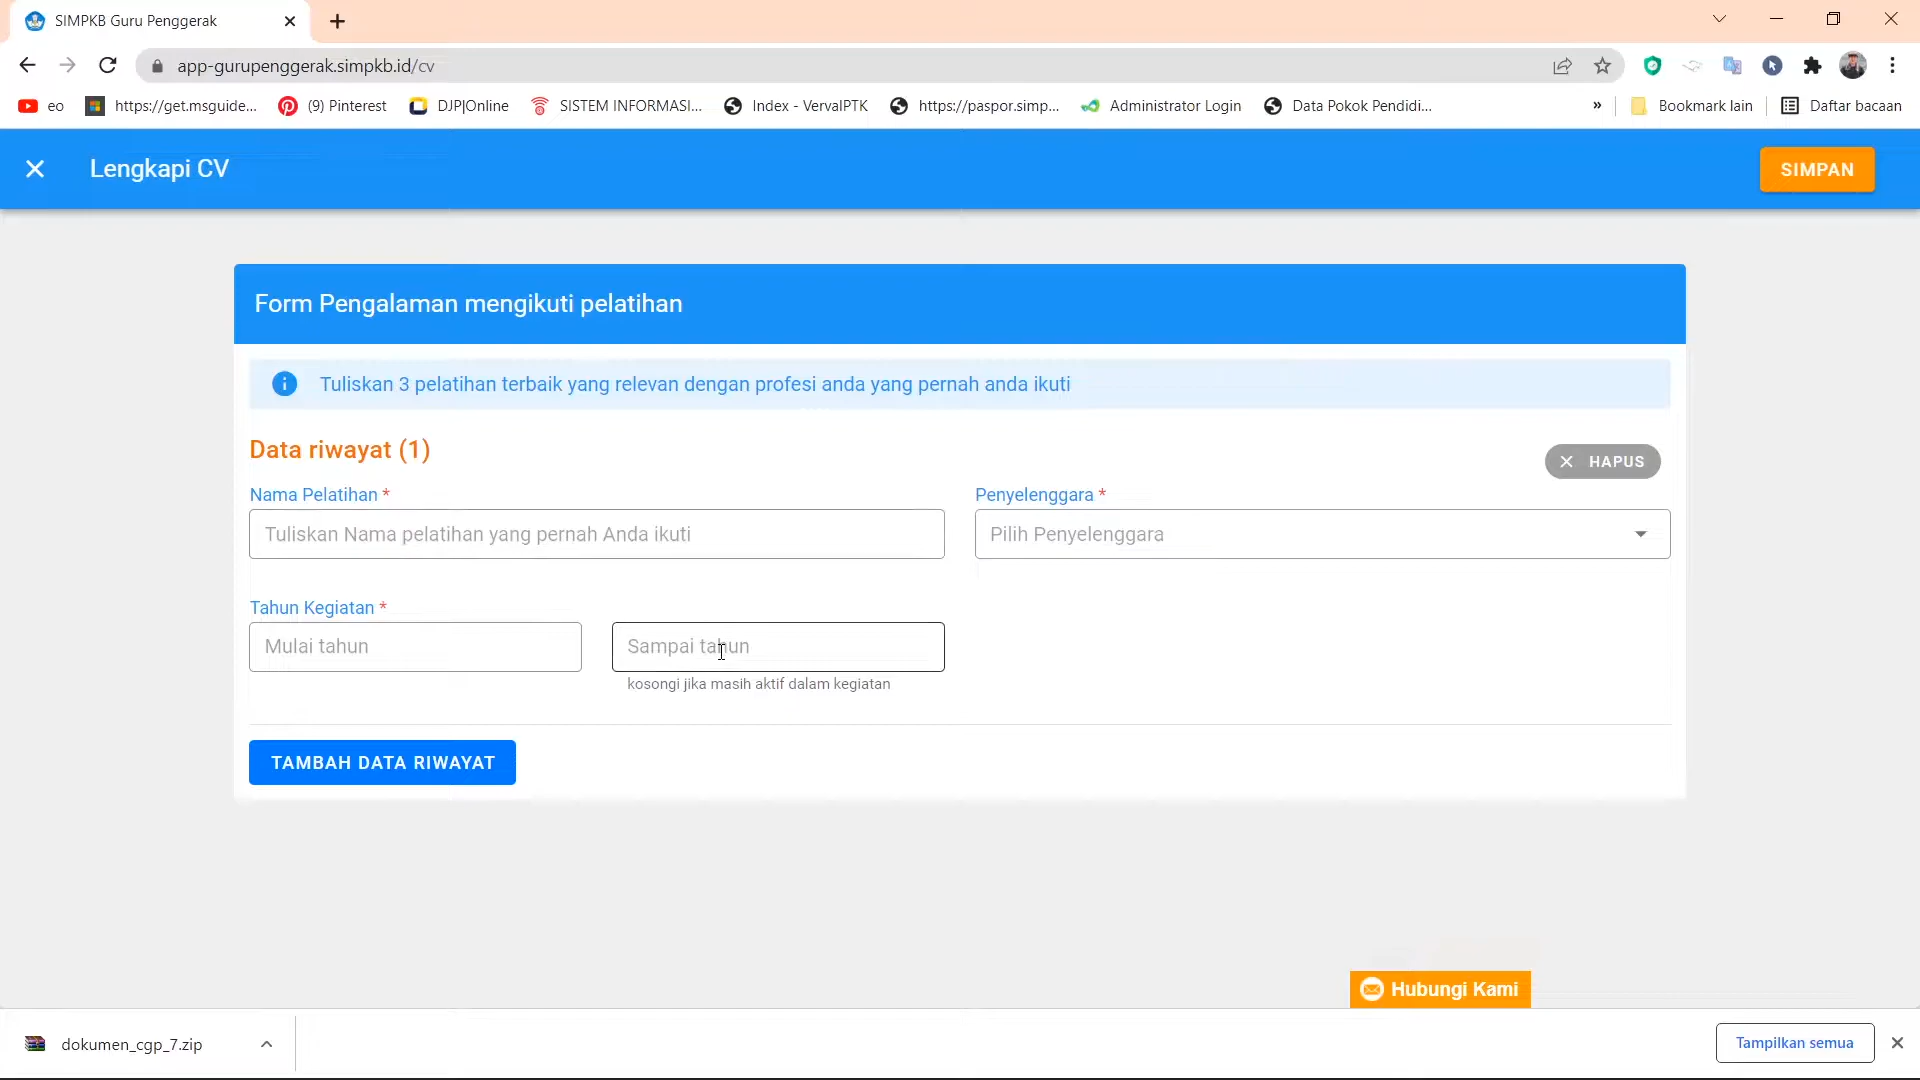 SIMPKB Guru Penggerak
app-gurupenggerak.simpkb.id/cv
eo
https://get.msguide...
(9) Pinterest
DJP|Online
SISTEM INFORMASI...
Index - VervalPTK
https://paspor.simp...
Administrator Login
Data Pokok Pendidi...
»
Bookmark lain
Daftar bacaan
Lengkapi CV
SIMPAN
Form Pengalaman mengikuti pelatihan
Tuliskan 3 pelatihan terbaik yang relevan dengan profesi anda yang pernah anda ikuti
Data riwayat (1)
HAPUS
Nama Pelatihan *
Penyelenggara *
Tuliskan Nama pelatihan yang pernah Anda ikuti
Pilih Penyelenggara
Tahun Kegiatan *
Mulai tahun
Sampai tahun
kosongi jika masih aktif dalam kegiatan
TAMBAH DATA RIWAYAT
Hubungi Kami
dokumen_cgp_7.zip
Tampilkan semua